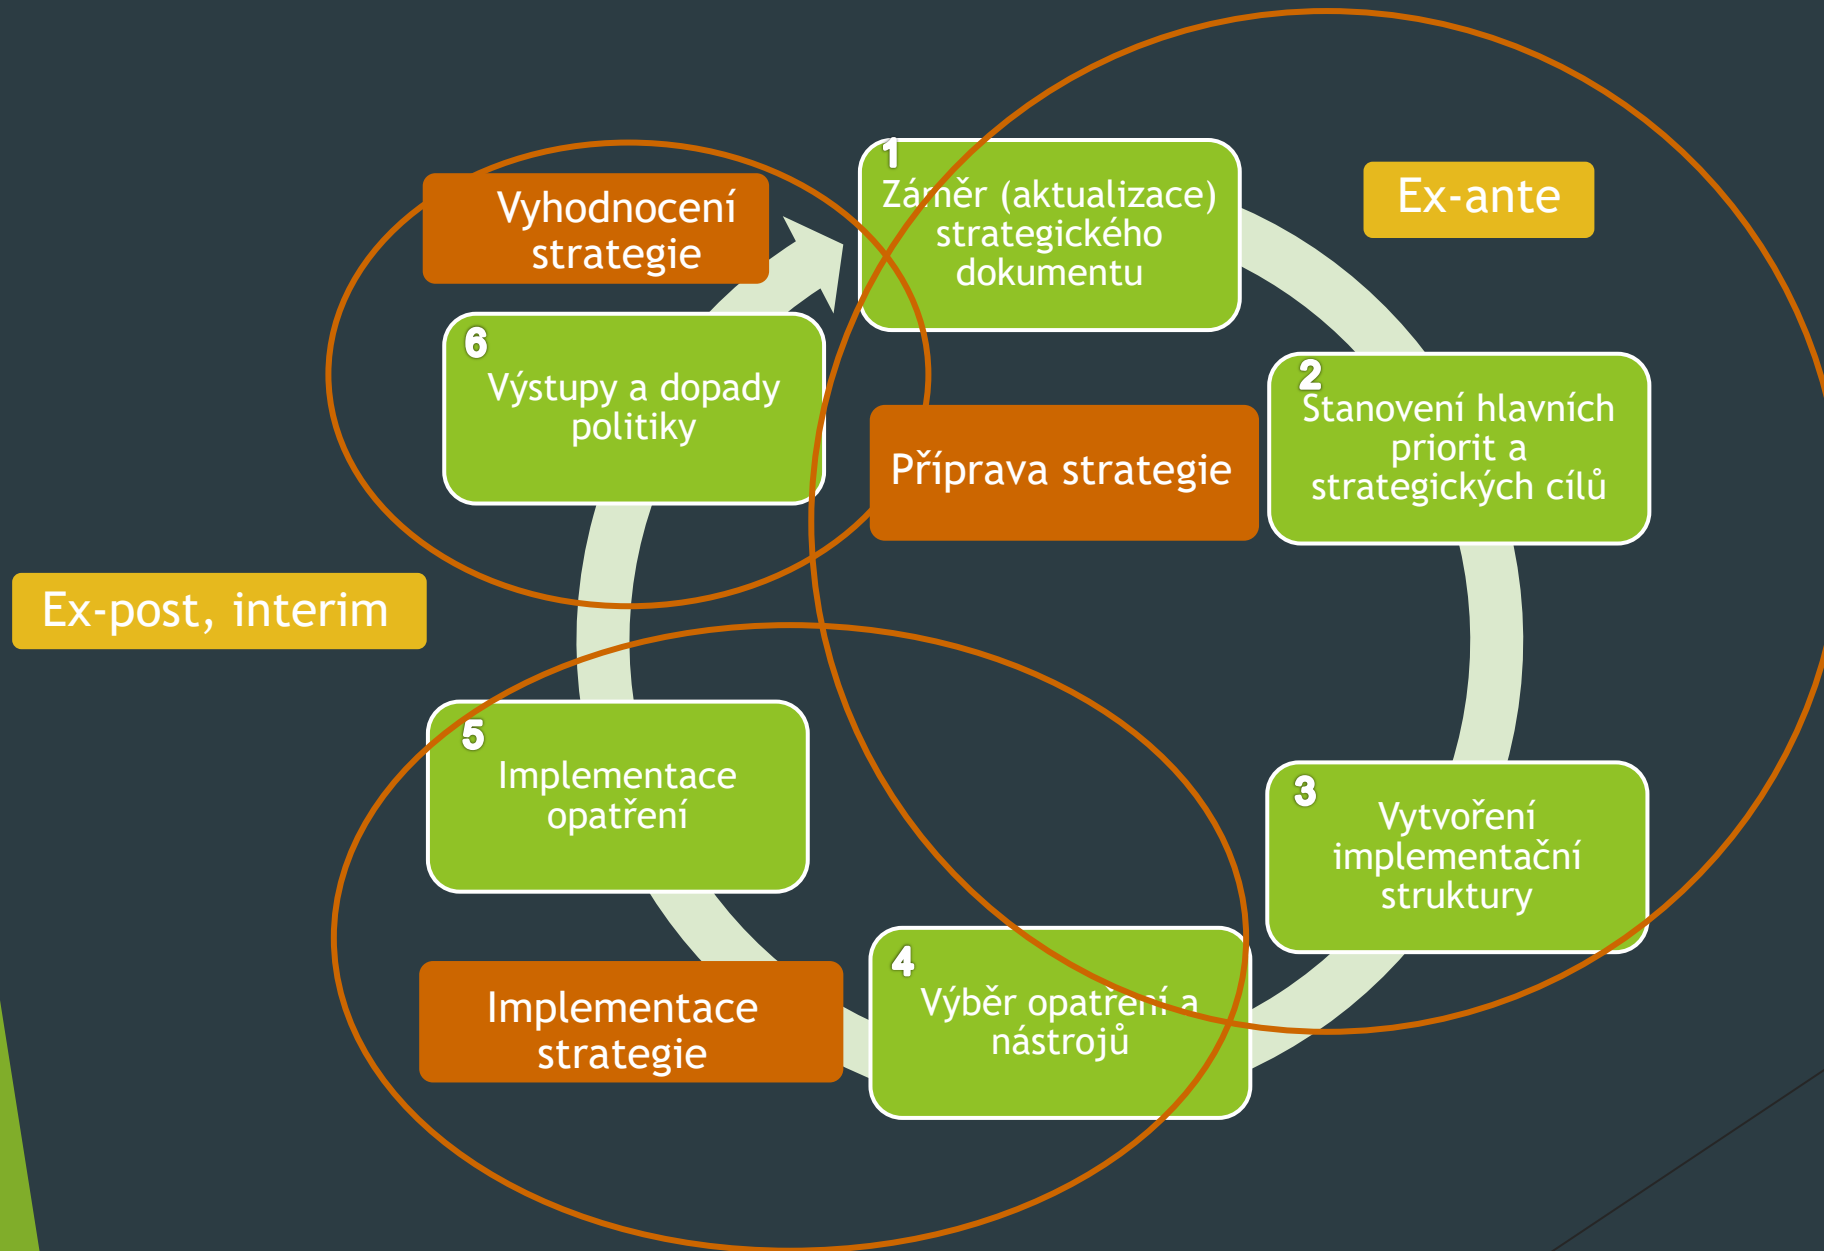 1
Záměr (aktualizace)
strategického
dokumentu
Ex-ante
2
Stanovení hlavních
priorit a
strategických cílů
3
Vytvoření
implementační
struktury
4
Výběr opatření a
nástrojů
5
Implementace
opatření
6
Výstupy a dopady
politiky
Vyhodnocení
strategie
Příprava strategie
Ex-post, interim
Implementace
strategie